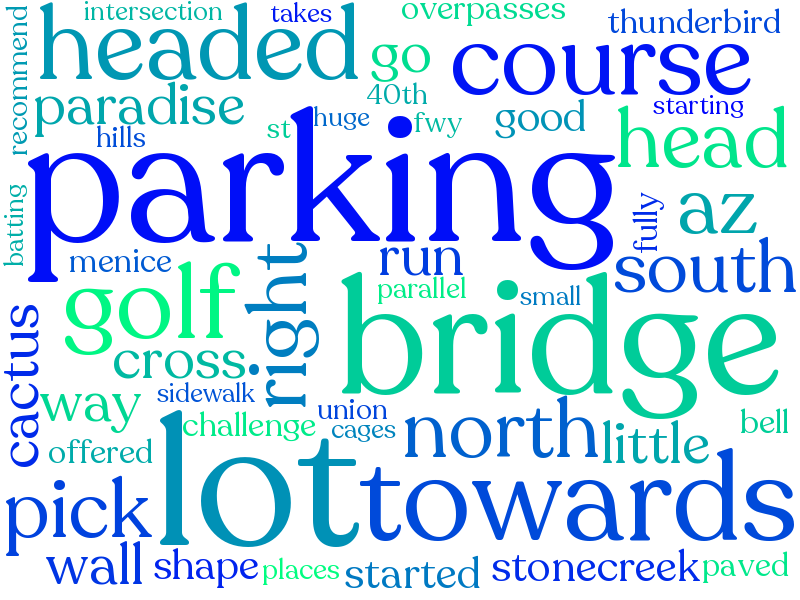 intersection
takes
overpasses
thunderbird
recommend
headed
go
course
paradise
40th
good
starting
hills
st
huge
fwy
head
parking
batting
fully
az
menice
run
south
right
parallel
small
golf
bridge
cactus
cross
sidewalk
way
union
challenge
cages
north
bell
little
offered
lot
towards
pick
wall
shape
places
started
stonecreek
paved